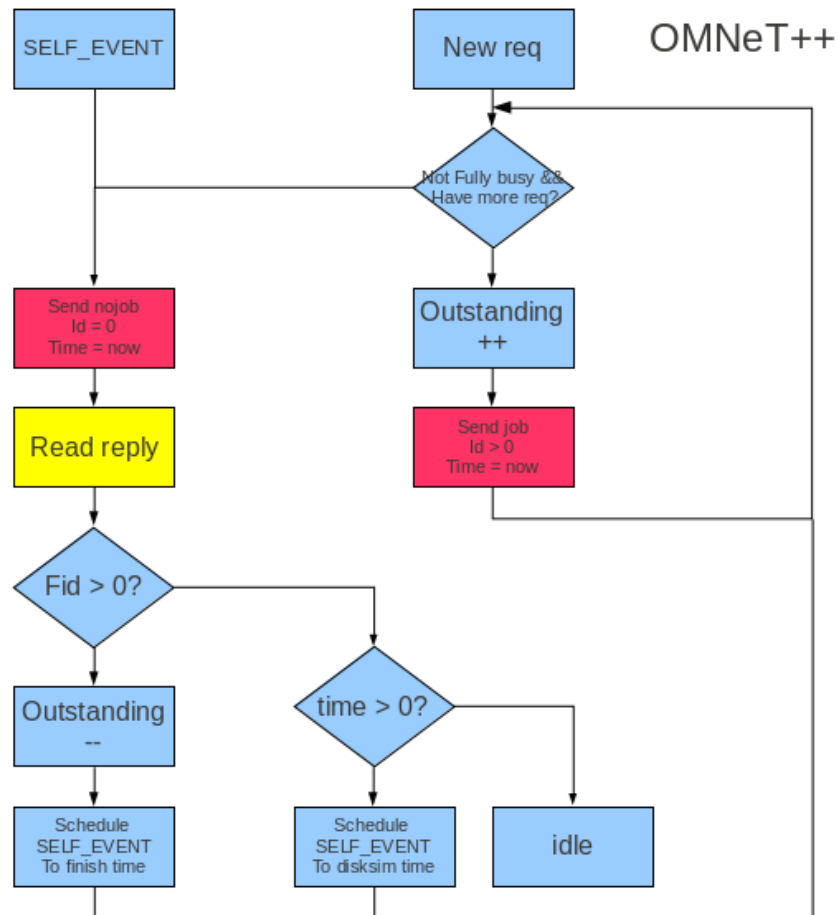 SELF_EVENT
New req
OMNeT++
Not Fully busy &&
Have more req?
Send nojob
Id = 0
Time = now
Outstanding
++
Read reply
Send job
Id > 0
Time = now
Fid > 0?
Outstanding
--
time > 0?
Schedule
SELF_EVENT
To finish time
Schedule
SELF_EVENT
To disksim time
idle